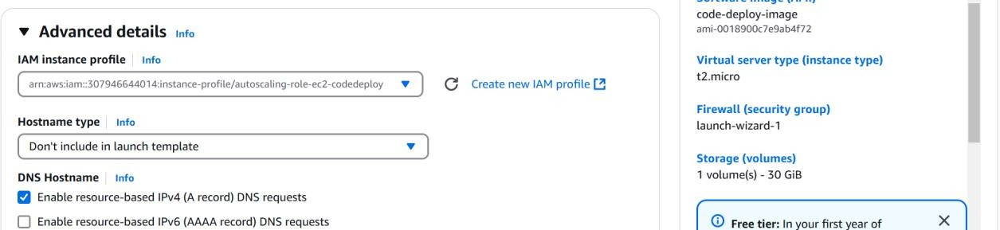 Advanced details Info
IAM instance profile Info
arn:aws:iam::307946644014:instance-profile/autoscaling-role-ec2-codedeploy
Create new IAM profile
Hostname type Info
Don't include in launch template
DNS Hostname Info
Enable resource-based IPv4 (A record) DNS requests
Enable resource-based IPv6 (AAAA record) DNS requests
Software Image (AMI)
code-deploy-image
ami-0018900c7e9ab4f72
Virtual server type (instance type)
t2.micro
Firewall (security group)
launch-wizard-1
Storage (volumes)
1 volume(s) - 30 GiB
Free tier: In your first year of